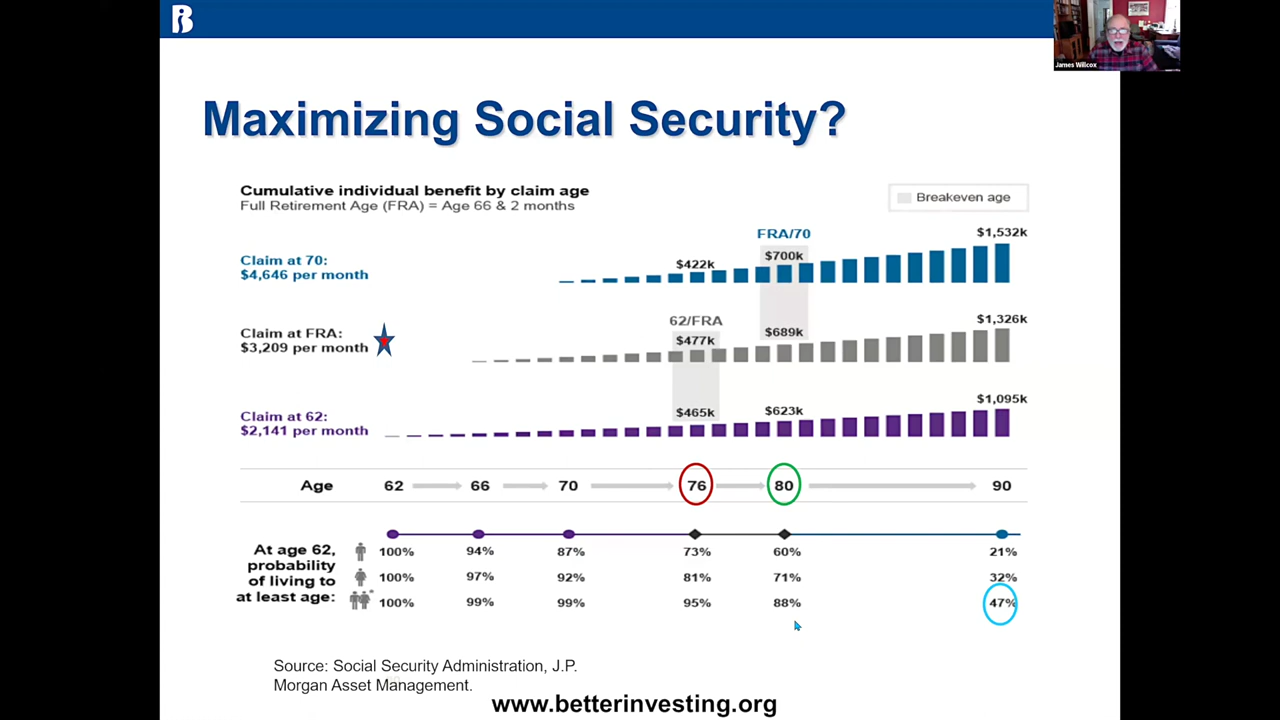 B
James Willcox
Maximizing Social Security?
Cumulative individual benefit by claim age
Full Retirement Age (FRA) = Age 66 & 2 months
Breakeven age
FRA/70
$1,532k
Claim at 70:
$4,646 per month
$422k
$700k
62/FRA
$1,326k
Claim at FRA:
$3,209 per month
$477k
$689k
$1,095k
Claim at 62:
$2,141 per month
$465k
$623k
Age 62 66 70 76 80 90
At age 62,
probability
of living to
at least age:
100% 94% 87% 73% 60% 21%
100% 97% 92% 81% 71% 32%
* 100% 99% 99% 95% 88% 47%
Source: Social Security Administration, J.P.
Morgan Asset Management.
www.betterinvesting.org